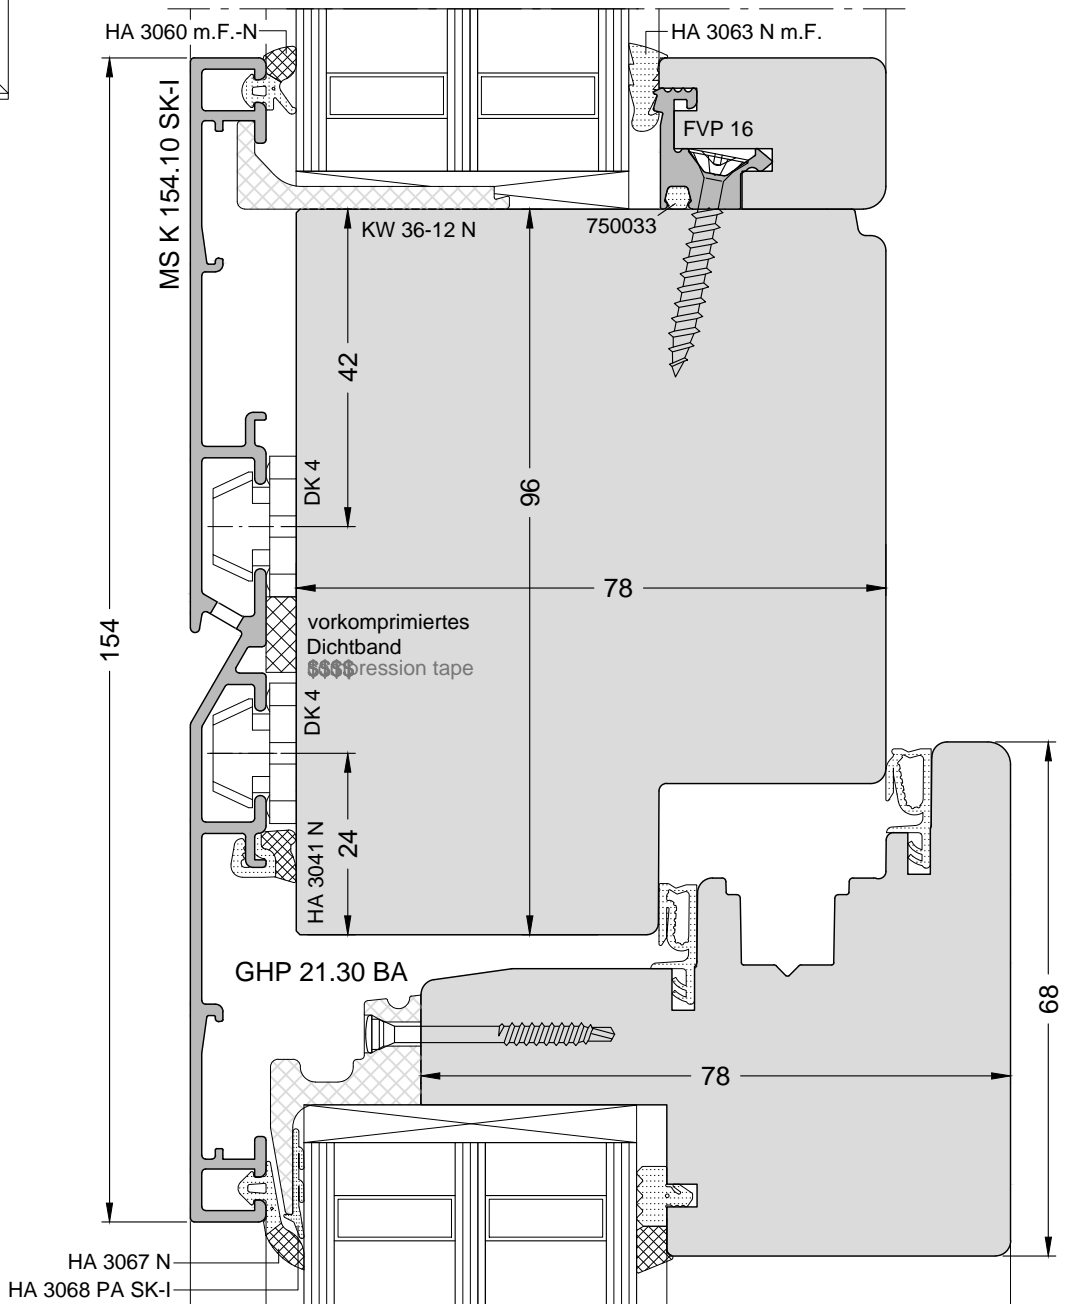 HA 3060 m.F.-N
HA 3063 N m.F.
MS K 154.10 SK-I
FVP 16
KW 36-12 N
750033
42
DK 4
96
78
154
vorkomprimiertes
Dichtband
pression tape
DK 4
24
HA 3041 N
GHP 21.30 BA
68
78
HA 3067 N
HA 3068 PA SK-I